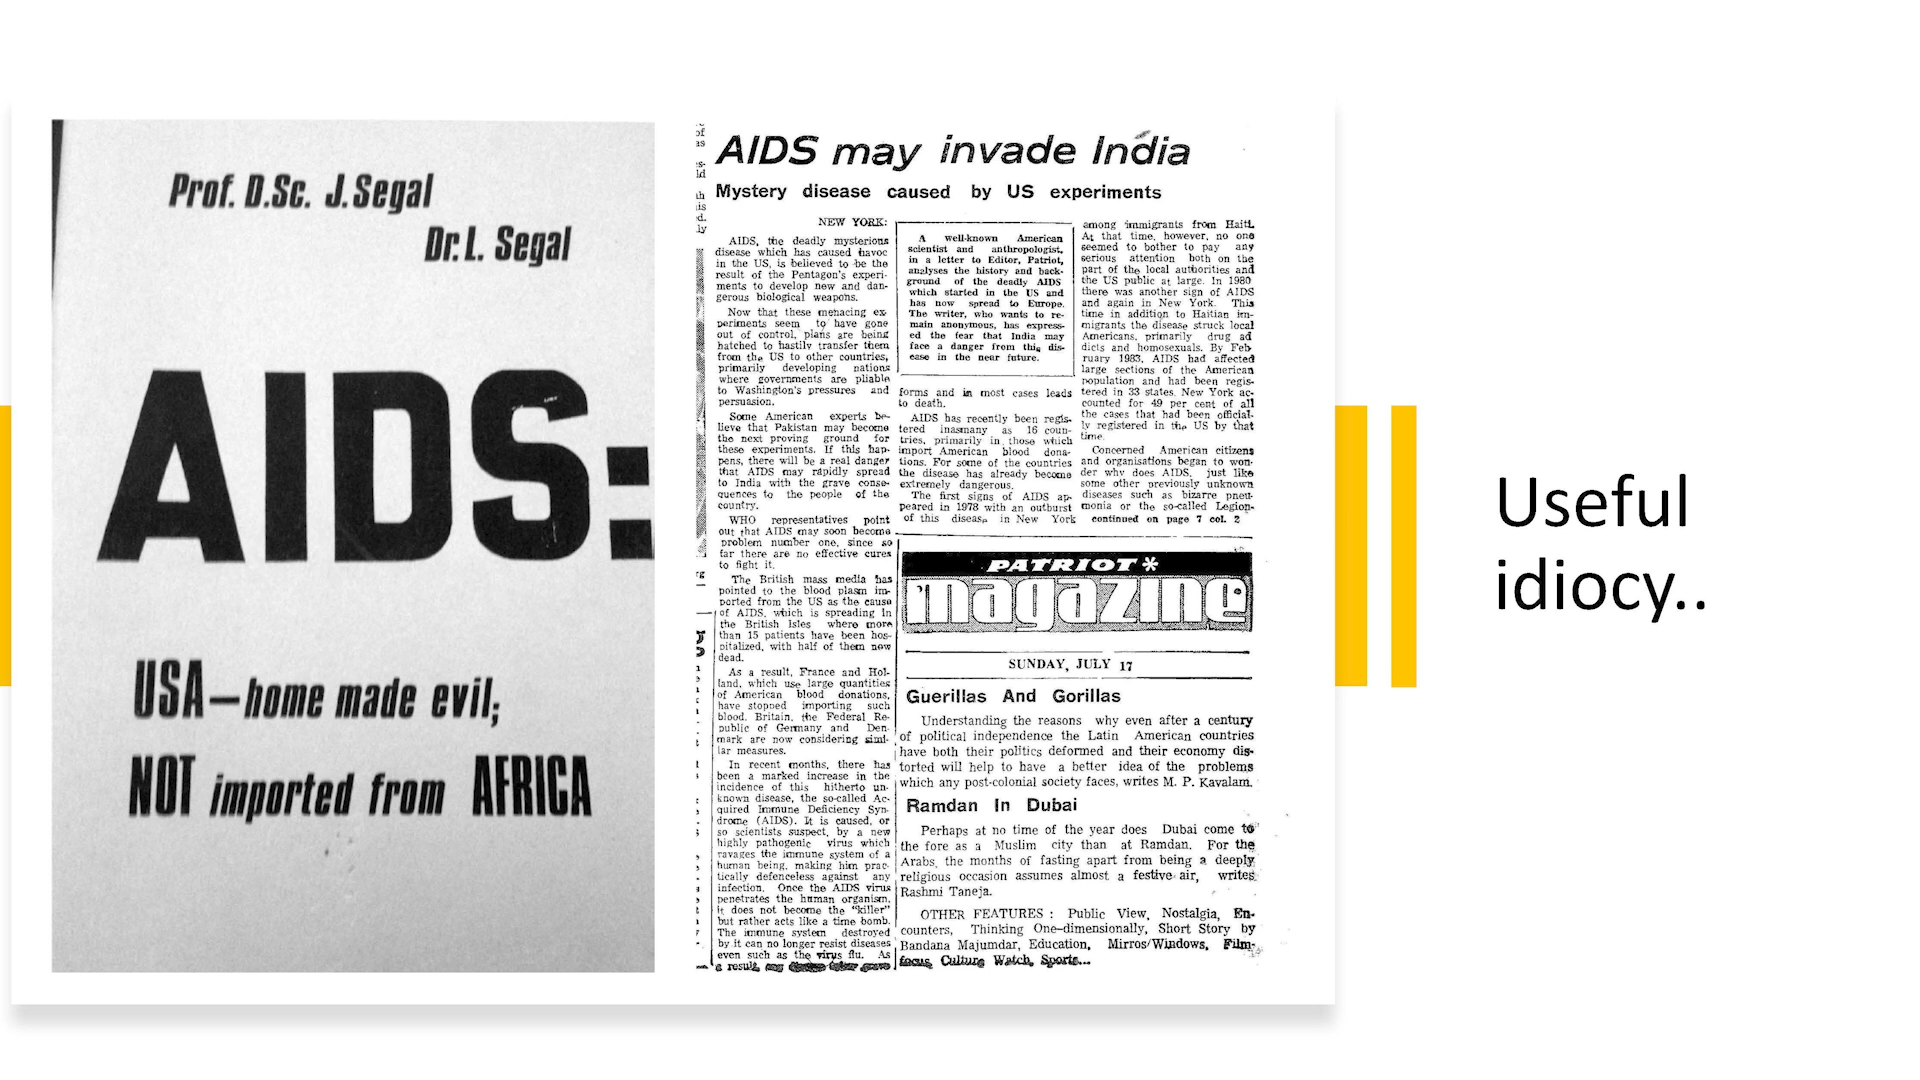 Prof. D.Sc. J. Segal
Dr. L. Segal
AIDS:
USA—home made evil;
NOT imported from AFRICA
AIDS may invade India
Mystery disease caused by US experiments
NEW YORK:
AIDS, the deadly mysterious
disease which has caused havoc
in the US, is believed to be the
result of the Pentagon's experi-
ments to develop new and dan-
gerous biological weapons.
Now that these menacing ex-
periments seem to have gone
out of control, plans are being
hatched to hastily transfer them
from the US to other countries,
primarily developing nations
where governments are pliable
to Washington's pressures and
persuasion.
Some American experts be-
lieve that Pakistan may become
the next proving ground for
these experiments. If this hap-
pens, there will be a real danger
that AIDS may rapidly spread
to India with the grave conse-
quences to the people of the
country.
WHO representatives point
out that AIDS may soon become
problem number one, since so
far there are no effective cures
to fight it.
The British mass media has
pointed to the blood plasm im-
ported from the US as the cause
of AIDS, which is spreading in
the British Isles where more
than 15 patients have been hos-
pitalized, with half of them now
dead.
As a result, France and Hol-
land, which use large quantities
of American blood donations,
have stopped importing such
blood. Britain, the Federal Re-
public of Germany and Den-
mark are now considering simi-
lar measures.
In recent months, there has
been a marked increase in the
incidence of this hitherto un-
known disease, the so-called Ac-
quired Immune Deficiency Syn-
drome (AIDS). It is caused, or
so scientists suspect, by a new
highly pathogenic virus which
ravages the immune system of a
human being, making him prac-
tically defenceless against any
infection. Once the AIDS virus
penetrates the human organism,
it does not become the "killer"
but rather acts like a time bomb.
The immune system destroyed
by it can no longer resist diseases
even such as the virus flu. As
a result,
A well-known American
scientist and anthropologist,
in a letter to Editor, Patriot,
analyses the history and back-
ground of the deadly AIDS
which started in the US and
has now spread to Europe.
The writer, who wants to re-
main anonymous, has express-
ed the fear that India may
face a danger from this dis-
ease in the near future.
forms and in most cases leads
to death.
AIDS has recently been regis-
tered inasmany as 16 coun-
tries, primarily in those which
import American blood dona-
tions. For some of the countries
the disease has already become
extremely dangerous.
The first signs of AIDS ap-
peared in 1978 with an outburst
of this disease in New York
among immigrants from Haiti.
At that time, however, no one
seemed to bother to pay any
serious attention both on the
part of the local authorities and
the US public at large. In 1980
there was another sign of AIDS
and again in New York. This
time in addition to Haitian im-
migrants the disease struck local
Americans, primarily drug ad
dicts and homosexuals. By Feb
ruary 1983, AIDS had affected
large sections of the American
population and had been regis-
tered in 33 states. New York ac-
counted for 49 per cent of all
the cases that had been official-
ly registered in the US by that
time.
Concerned American citizens
and organisations began to won-
der why does AIDS, just like
some other previously unknown
diseases such as bizarre pneu-
monia or the so-called Legion-
continued on page 7 col. 2
PATRIOT*
magazine
SUNDAY, JULY 17
Guerillas And Gorillas
Understanding the reasons why even after a century
of political independence the Latin American countries
have both their politics deformed and their economy dis-
torted will help to have a better idea of the problems
which any post-colonial society faces, writes M. P. Kavalam.
Ramdan In Dubai
Perhaps at no time of the year does Dubai come to
the fore as a Muslim city than at Ramdan. For the
Arabs, the months of fasting apart from being a deeply
religious occasion assumes almost a festive air, writes
Rashmi Taneja.
OTHER FEATURES : Public View, Nostalgia, En-
counters, Thinking One-dimensionally, Short Story by
Bandana Majumdar, Education, Mirros/Windows, Film-
focus, Culture Watch, Sports...
Useful
idiocy..